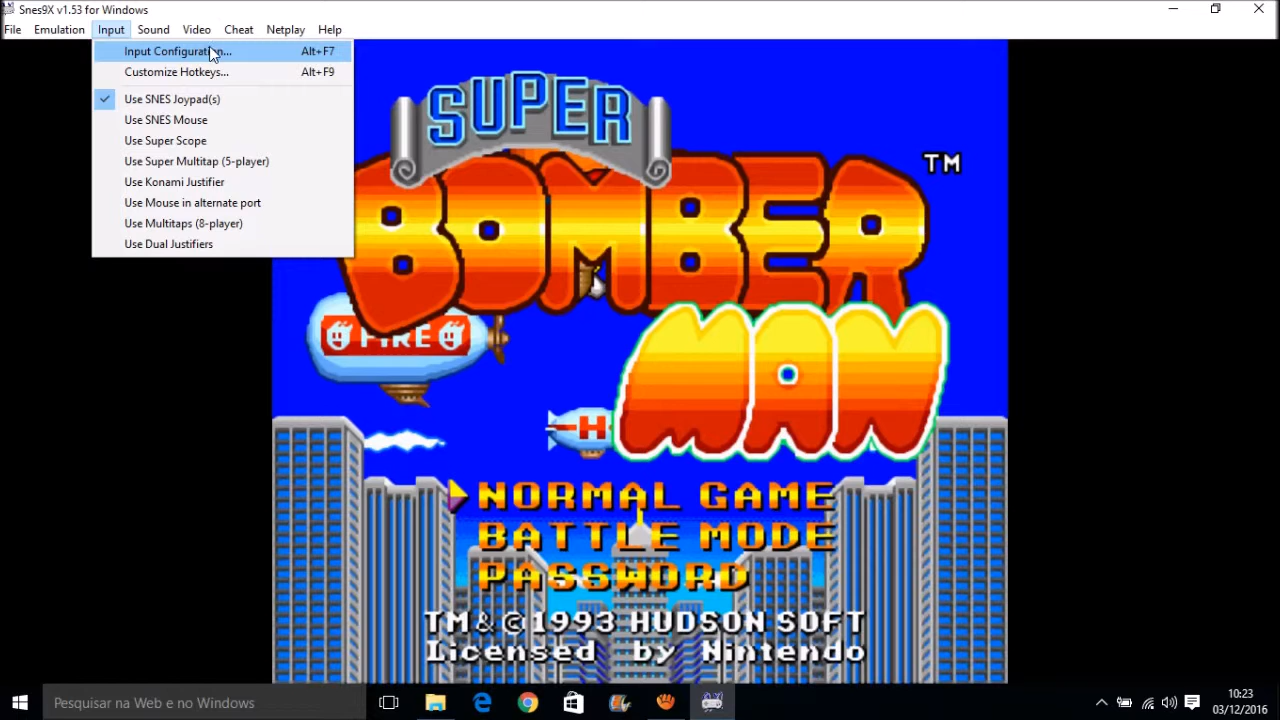 Snes9X v1.53 for Windows
File Emulation Input Sound Video Cheat Netplay Help
Input Configuration... Alt+F7
Customize Hotkeys... Alt+F9
Use SNES Joypad(s)
Use SNES Mouse
Use Super Scope
Use Super Multitap (5-player)
Use Konami Justifier
Use Mouse in alternate port
Use Multitaps (8-player)
Use Dual Justifiers
SUPER
BOMBER TM
MAN
FIRE
H
NORMAL GAME
BATTLE MODE
PASSWORD
TM & © 1993 HUDSON SOFT
Licensed by Nintendo
Pesquisar na Web e no Windows
10:23
03/12/2016